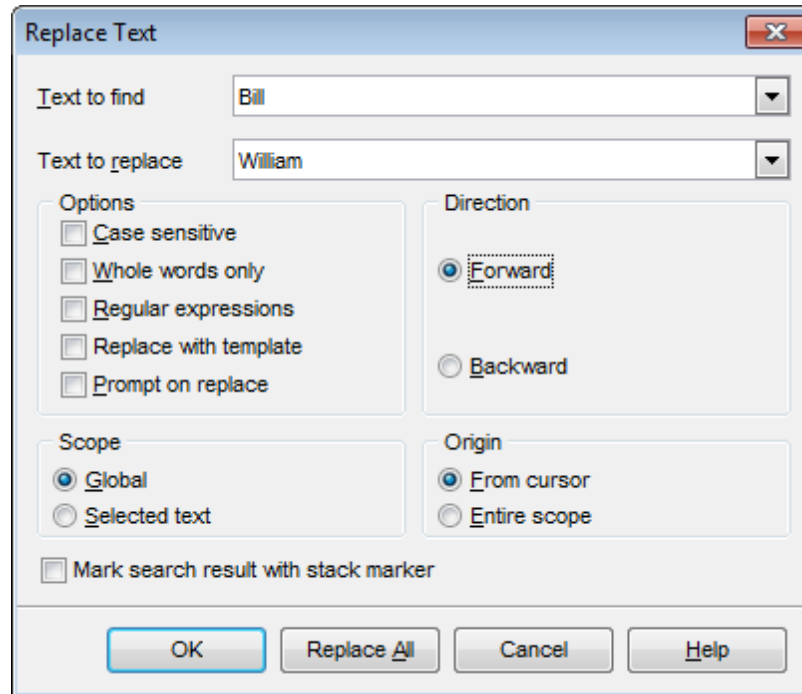 Replace Text
Text to find Bill
Text to replace William
Options
Case sensitive
Whole words only
Regular expressions
Replace with template
Prompt on replace
Direction
Forward
Backward
Scope
Global
Selected text
Origin
From cursor
Entire scope
Mark search result with stack marker
OK Replace All Cancel Help